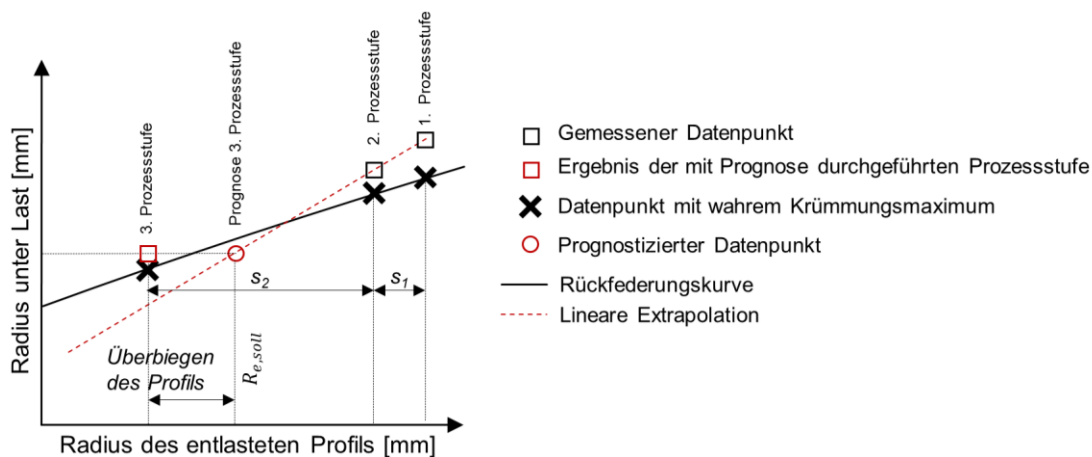 Radius unter Last [mm]
3. Prozessstufe
Prognose 3. Prozessstufe
2. Prozessstufe
1. Prozessstufe
s2
s1
Überbiegen
des Profils
Re,soll
Radius des entlasteten Profils [mm]
Gemessener Datenpunkt
Ergebnis der mit Prognose durchgeführten Prozessstufe
Datenpunkt mit wahrem Krümmungsmaximum
Prognostizierter Datenpunkt
Rückfederungskurve
Lineare Extrapolation